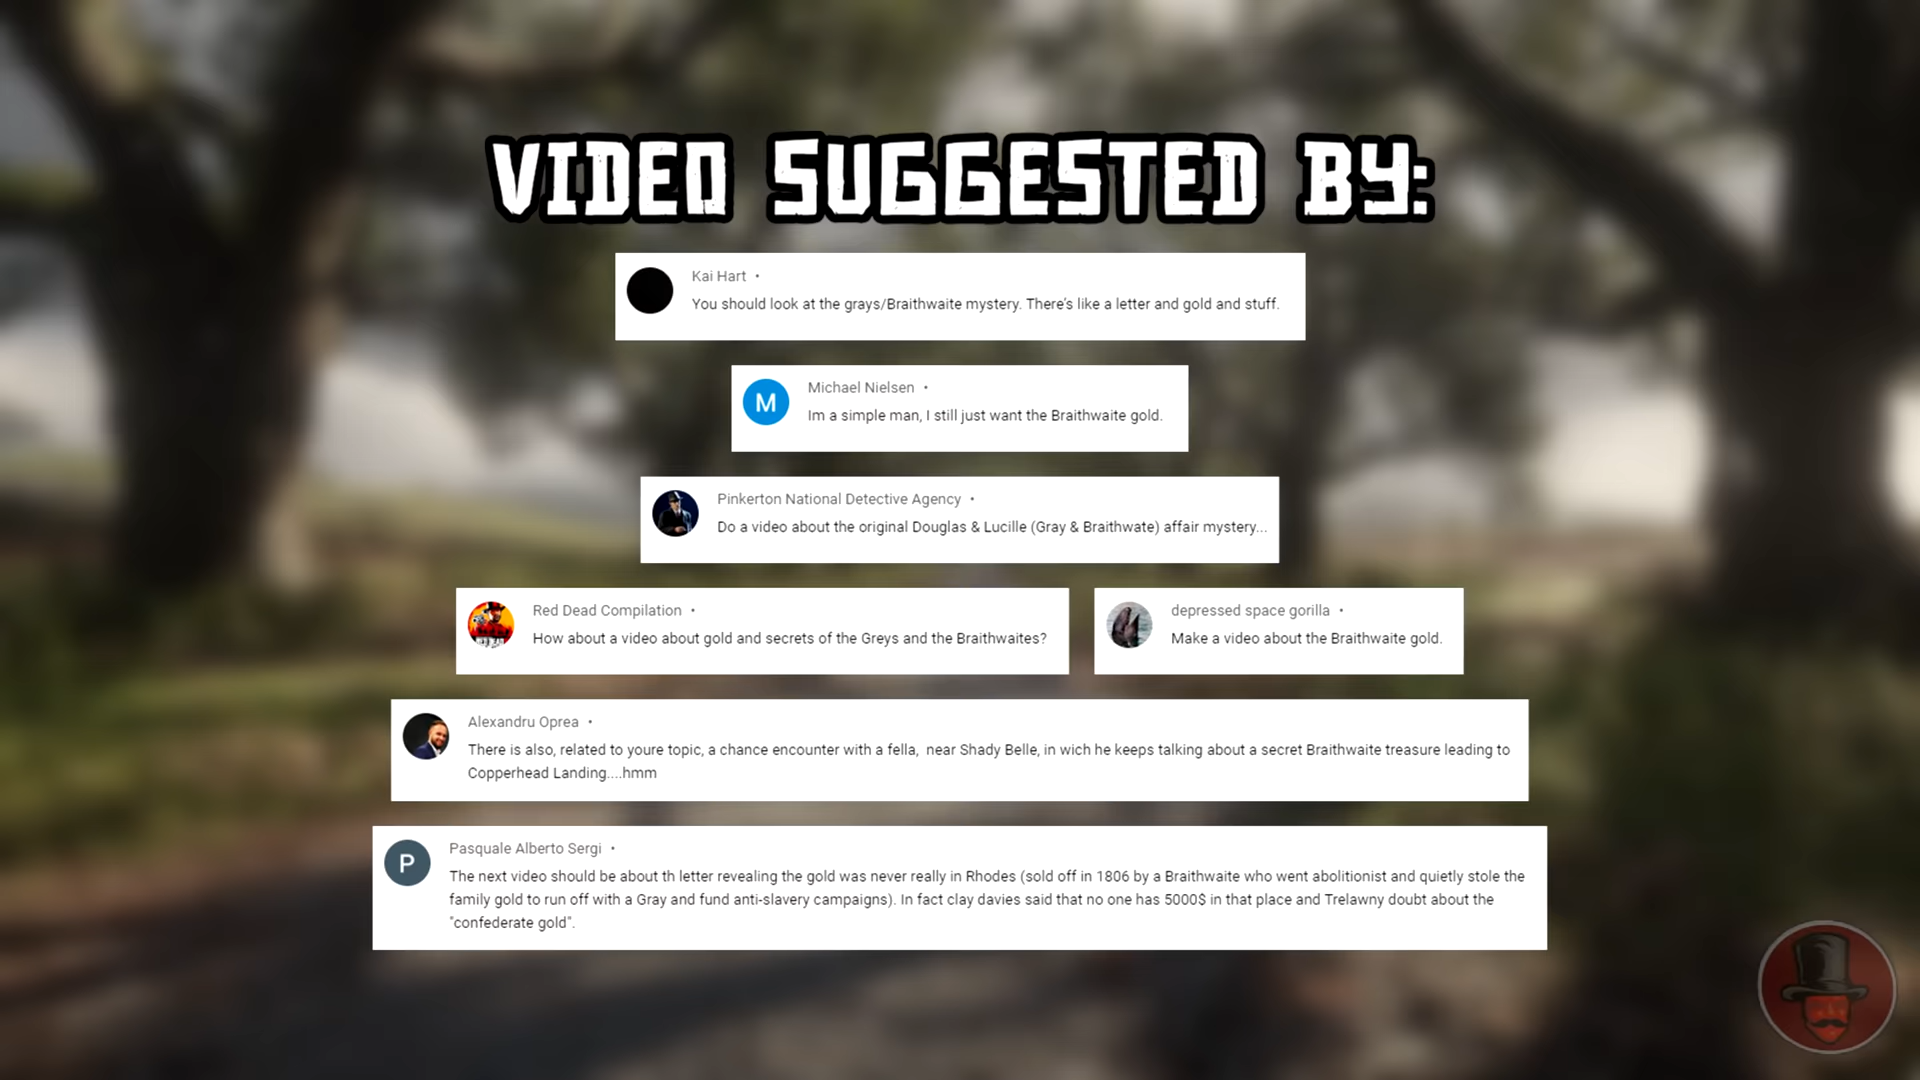 VIDEO SUGGESTED BY:
Kai Hart •
You should look at the grays/Braithwaite mystery. There's like a letter and gold and stuff.
M
Michael Nielsen •
Im a simple man, I still just want the Braithwaite gold.
Pinkerton National Detective Agency •
Do a video about the original Douglas & Lucille (Gray & Braithwate) affair mystery...
Red Dead Compilation •
How about a video about gold and secrets of the Greys and the Braithwaites?
depressed space gorilla •
Make a video about the Braithwaite gold.
Alexandru Oprea •
There is also, related to youre topic, a chance encounter with a fella,  near Shady Belle, in wich he keeps talking about a secret Braithwaite treasure leading to
Copperhead Landing....hmm
P
Pasquale Alberto Sergi •
The next video should be about th letter revealing the gold was never really in Rhodes (sold off in 1806 by a Braithwaite who went abolitionist and quietly stole the
family gold to run off with a Gray and fund anti-slavery campaigns). In fact clay davies said that no one has 5000$ in that place and Trelawny doubt about the
"confederate gold".